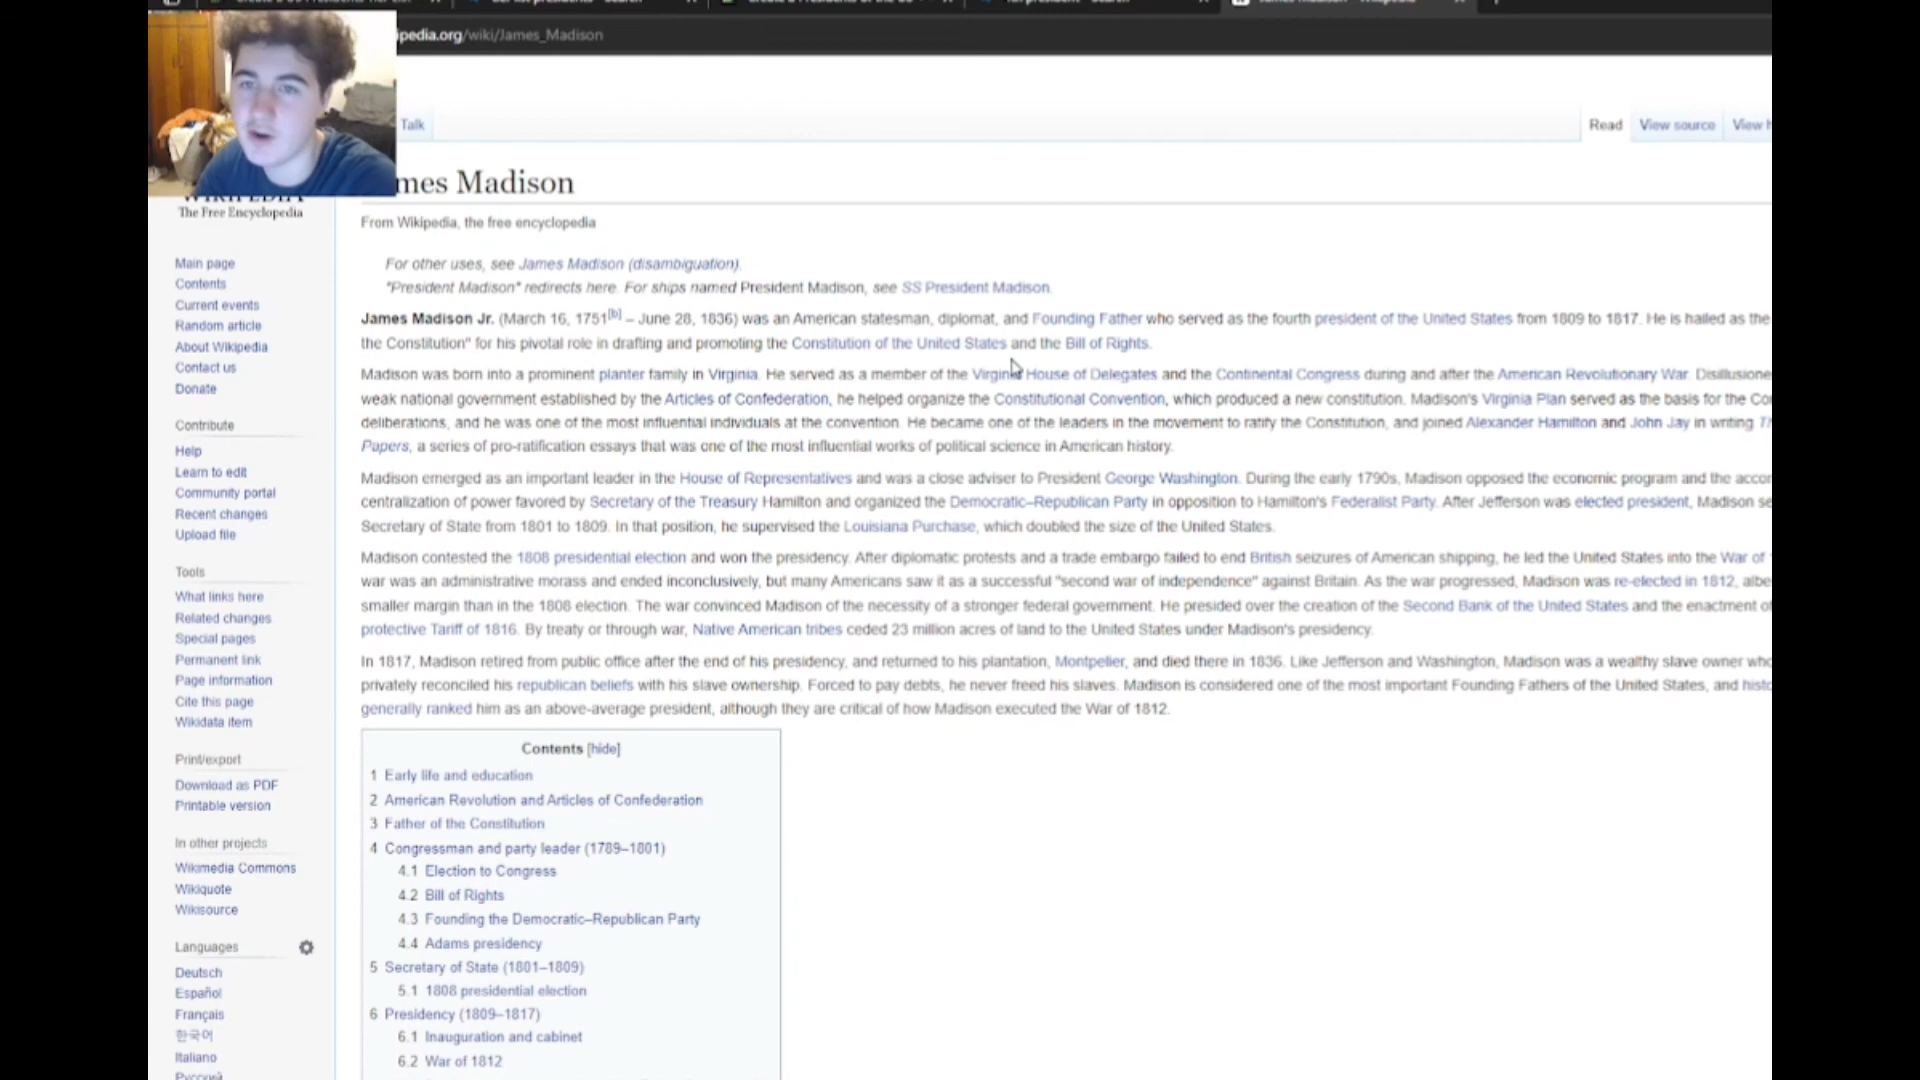 ipedia.org/wiki/James_Madison
Talk
Read
View source
View h
mes Madison
WIKIPEDIA
The Free Encyclopedia
From Wikipedia, the free encyclopedia
For other uses, see James Madison (disambiguation).
"President Madison" redirects here. For ships named President Madison, see SS President Madison.
James Madison Jr. (March 16, 1751[b] – June 28, 1836) was an American statesman, diplomat, and Founding Father who served as the fourth president of the United States from 1809 to 1817. He is hailed as the
the Constitution" for his pivotal role in drafting and promoting the Constitution of the United States and the Bill of Rights.
Madison was born into a prominent planter family in Virginia. He served as a member of the Virginia House of Delegates and the Continental Congress during and after the American Revolutionary War. Disillusione
weak national government established by the Articles of Confederation, he helped organize the Constitutional Convention, which produced a new constitution. Madison's Virginia Plan served as the basis for the Co
deliberations, and he was one of the most influential individuals at the convention. He became one of the leaders in the movement to ratify the Constitution, and joined Alexander Hamilton and John Jay in writing T
Papers, a series of pro-ratification essays that was one of the most influential works of political science in American history.
Madison emerged as an important leader in the House of Representatives and was a close adviser to President George Washington. During the early 1790s, Madison opposed the economic program and the accor
centralization of power favored by Secretary of the Treasury Hamilton and organized the Democratic–Republican Party in opposition to Hamilton's Federalist Party. After Jefferson was elected president, Madison se
Secretary of State from 1801 to 1809. In that position, he supervised the Louisiana Purchase, which doubled the size of the United States.
Madison contested the 1808 presidential election and won the presidency. After diplomatic protests and a trade embargo failed to end British seizures of American shipping, he led the United States into the War of
war was an administrative morass and ended inconclusively, but many Americans saw it as a successful "second war of independence" against Britain. As the war progressed, Madison was re-elected in 1812, albe
smaller margin than in the 1808 election. The war convinced Madison of the necessity of a stronger federal government. He presided over the creation of the Second Bank of the United States and the enactment of
protective Tariff of 1816. By treaty or through war, Native American tribes ceded 23 million acres of land to the United States under Madison's presidency.
In 1817, Madison retired from public office after the end of his presidency, and returned to his plantation, Montpelier, and died there in 1836. Like Jefferson and Washington, Madison was a wealthy slave owner who
privately reconciled his republican beliefs with his slave ownership. Forced to pay debts, he never freed his slaves. Madison is considered one of the most important Founding Fathers of the United States, and histo
generally ranked him as an above-average president, although they are critical of how Madison executed the War of 1812.
Contents [hide]
1 Early life and education
2 American Revolution and Articles of Confederation
3 Father of the Constitution
4 Congressman and party leader (1789–1801)
4.1 Election to Congress
4.2 Bill of Rights
4.3 Founding the Democratic–Republican Party
4.4 Adams presidency
5 Secretary of State (1801–1809)
5.1 1808 presidential election
6 Presidency (1809–1817)
6.1 Inauguration and cabinet
6.2 War of 1812
Main page
Contents
Current events
Random article
About Wikipedia
Contact us
Donate
Contribute
Help
Learn to edit
Community portal
Recent changes
Upload file
Tools
What links here
Related changes
Special pages
Permanent link
Page information
Cite this page
Wikidata item
Print/export
Download as PDF
Printable version
In other projects
Wikimedia Commons
Wikiquote
Wikisource
Languages
Deutsch
Español
Français
한국어
Italiano
Русский